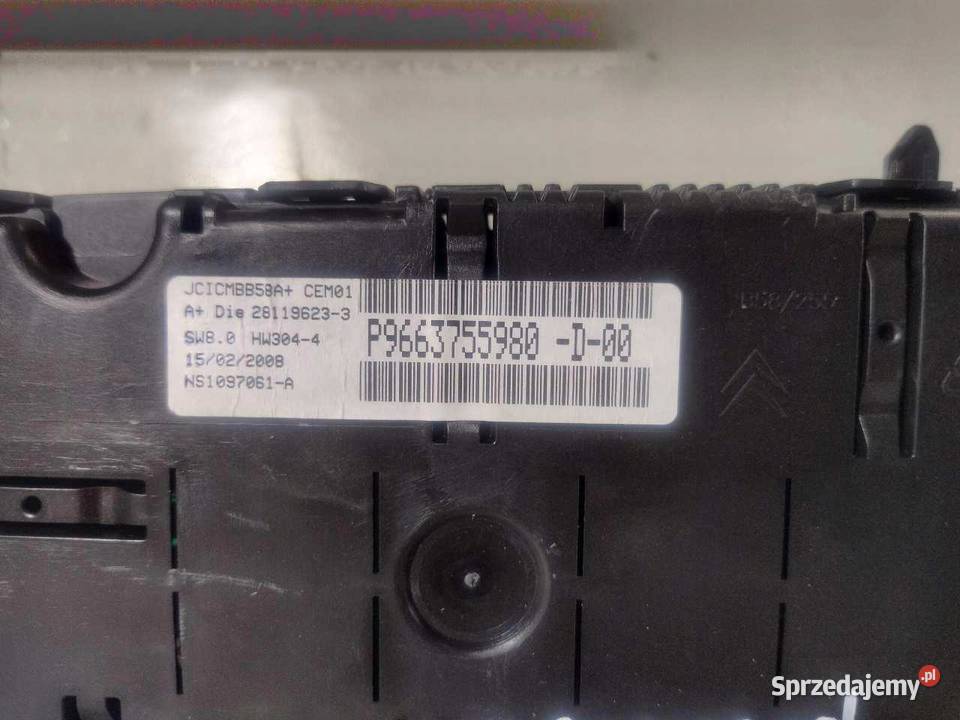 JCICMBB58A+ CEM01
A+ Die 28119623-3
SW8.0 HW304-4
15/02/2008
NS1097061-A
P9663755980 -D-00
Sprzedajemy.pl